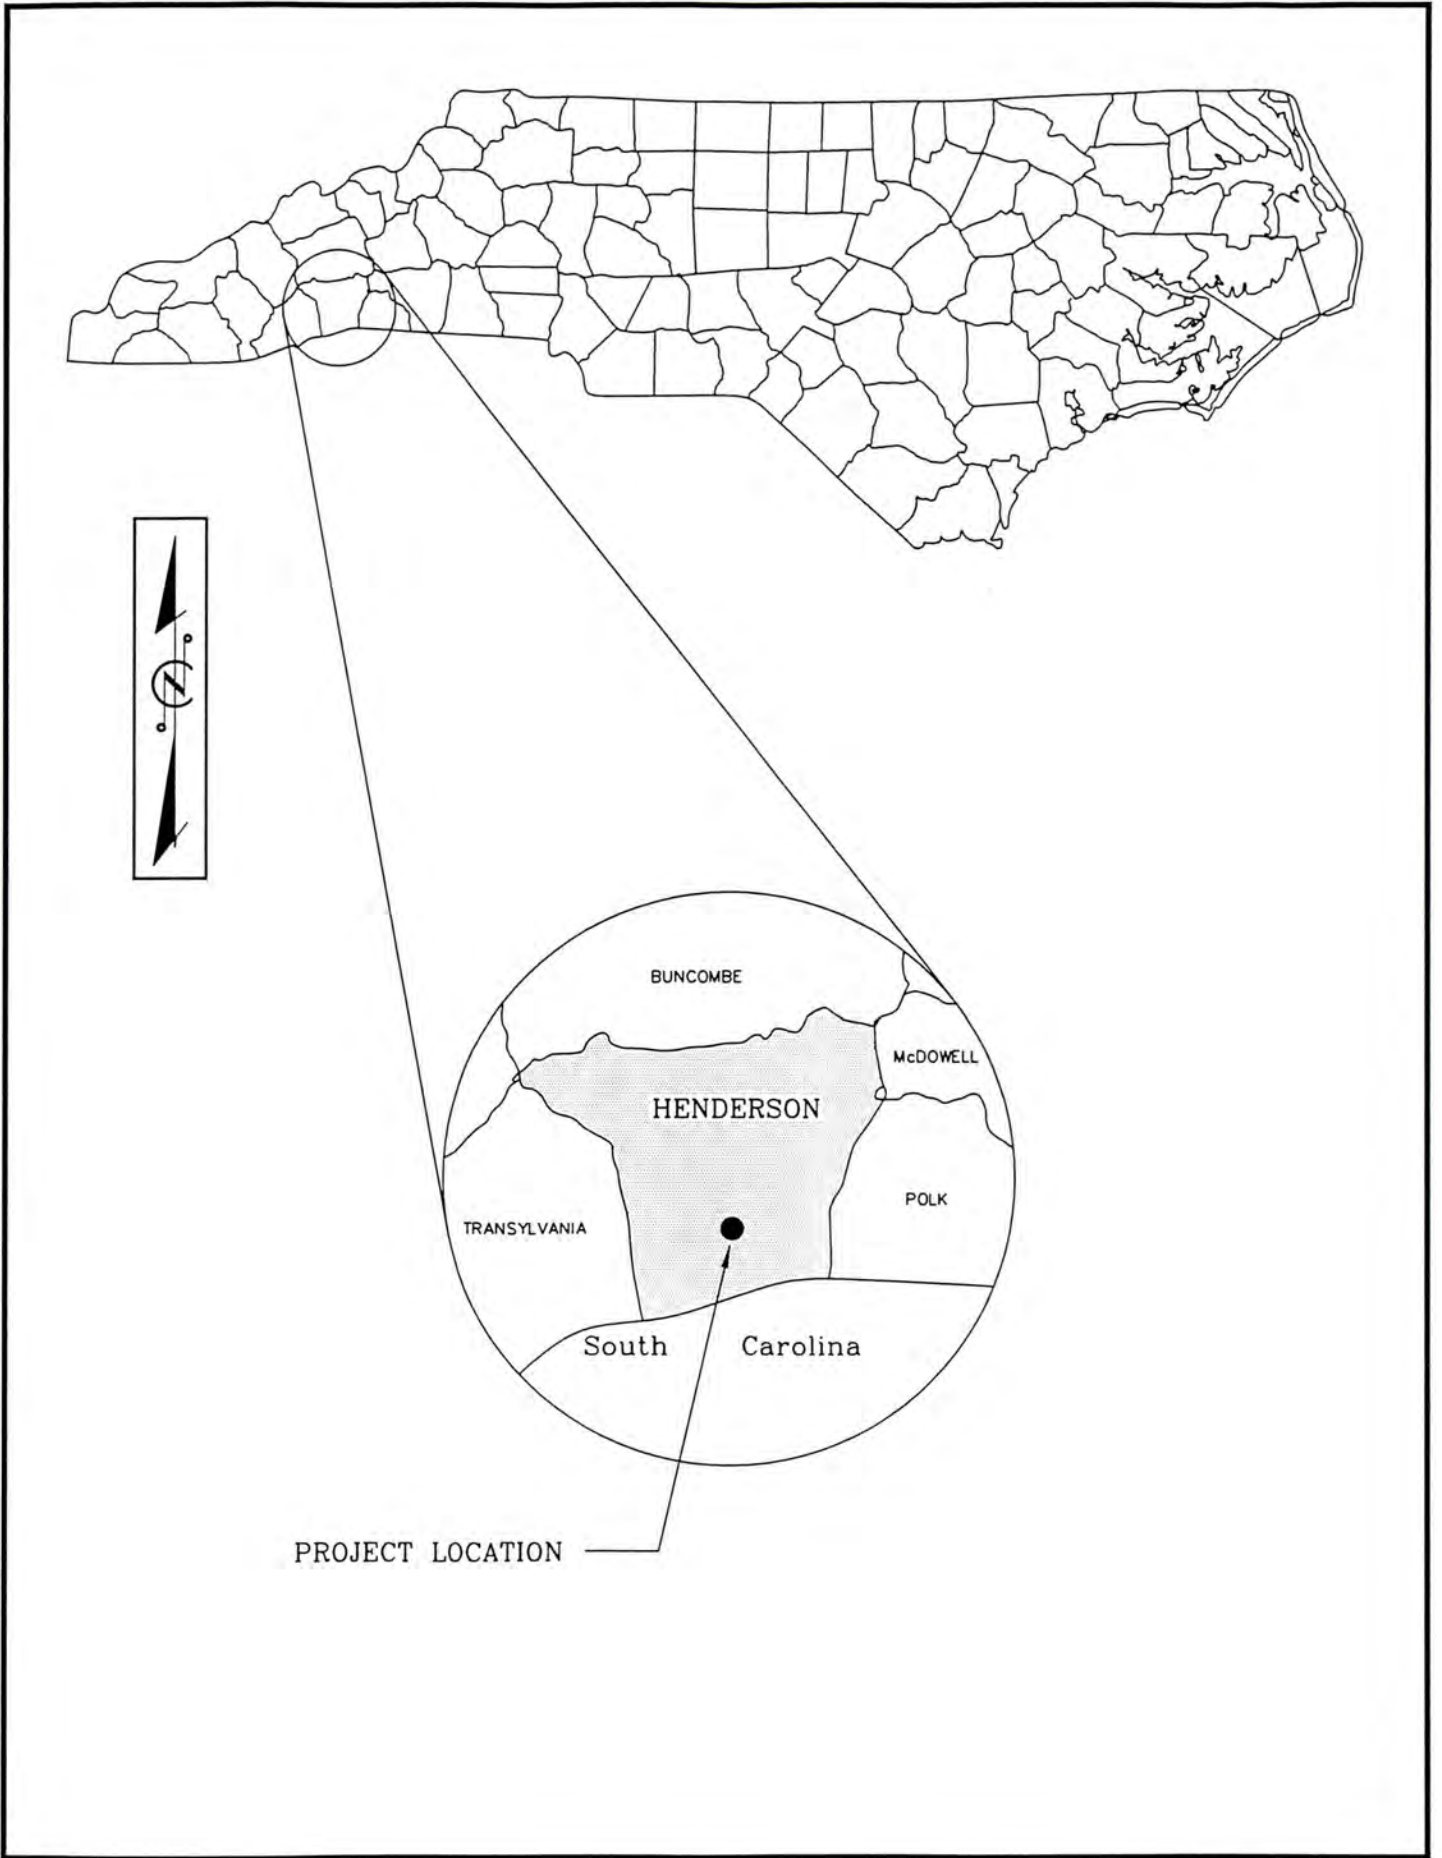 N
BUNCOMBE
McDOWELL
HENDERSON
POLK
TRANSYLVANIA
South Carolina
PROJECT LOCATION